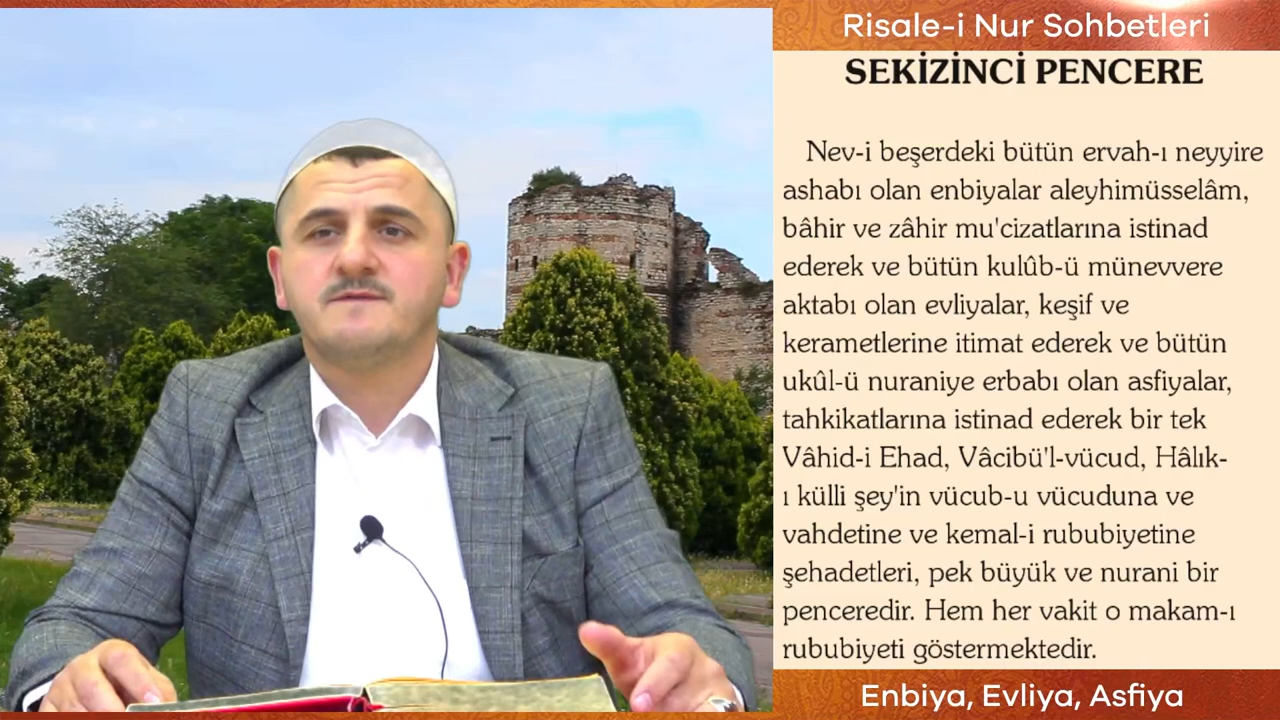 Risale-i Nur Sohbetleri
SEKİZİNCİ PENCERE
Nev-i beşerdeki bütün ervah-ı neyyire
ashabı olan enbiyalar aleyhimüsselâm,
bâhir ve zâhir mu'cizatlarına istinad
ederek ve bütün kulûb-ü münevvere
aktabı olan evliyalar, keşif ve
kerametlerine itimat ederek ve bütün
ukûl-ü nuraniye erbabı olan asfiyalar,
tahkikatlarına istinad ederek bir tek
Vâhid-i Ehad, Vâcibü'l-vücud, Hâlık-
ı külli şey'in vücub-u vücuduna ve
vahdetine ve kemal-i rububiyetine
şehadetleri, pek büyük ve nurani bir
penceredir. Hem her vakit o makam-ı
rububiyeti göstermektedir.
Enbiya, Evliya, Asfiya